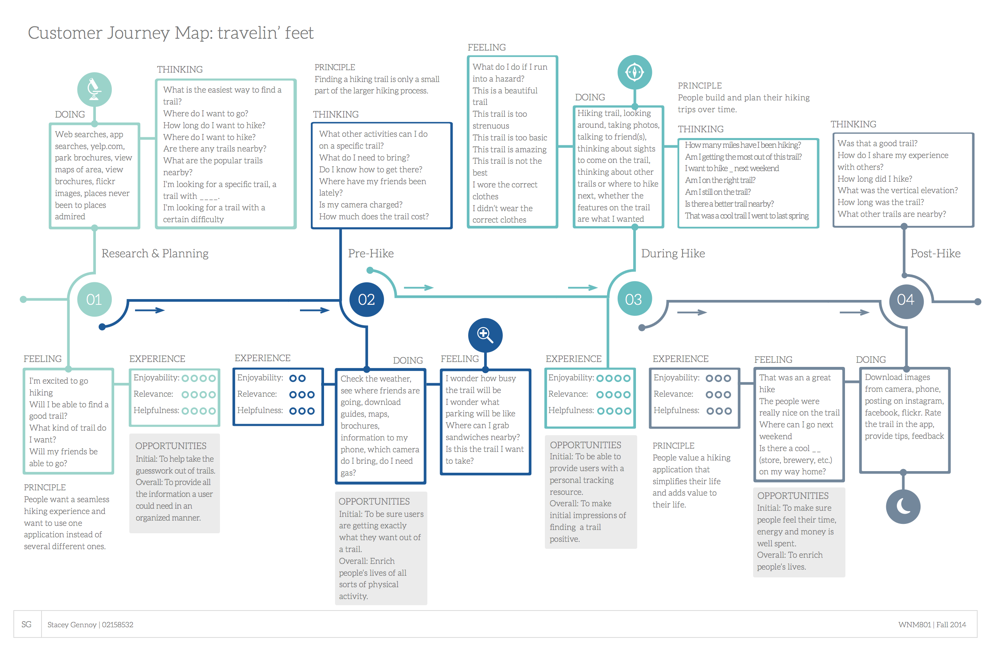 Customer Journey Map: travelin’ feet
DOING
Web searches, app
searches, yelp.com,
park brochures, view
maps of area, view
brochures, flickr
images, places never
been to places
admired
THINKING
What is the easiest way to find a
trail?
Where do I want to go?
How long do I want to hike?
Where do I want to hike?
Are there any trails nearby?
What are the popular trails
nearby?
I'm looking for a specific trail, a
trail with _ _ _ _.
I'm looking for a trail with a
certain difficulty
PRINCIPLE
Finding a hiking trail is only a small
part of the larger hiking process.
THINKING
What other activities can I do
on a specific trail?
What do I need to bring?
Do I know how to get there?
Where have my friends been
lately?
Is my camera charged?
How much does the trail cost?
FEELING
What do I do if I run
into a hazard?
This is a beautiful
trail
This trail is too
strenuous
This trail is too basic
This trail is amazing
This trail is not the
best
I wore the correct
clothes
I didn't wear the
correct clothes
DOING
Hiking trail, looking
around, taking photos,
talking to friend(s),
thinking about sights
to come on the trail,
thinking about other
trails or where to hike
next, whether the
features on the trail
are what I wanted
PRINCIPLE
People build and plan their hiking
trips over time.
THINKING
How many miles have I been hiking?
Am I getting the most out of this trail?
I want to hike _ next weekend
Am I on the right trail?
Am I still on the trail?
Is there a better trail nearby?
That was a cool trail I went to last spring
THINKING
Was that a good trail?
How do I share my experience
with others?
How long did I hike?
What was the vertical elevation?
How long was the trail?
What other trails are nearby?
Research & Planning
Pre-Hike
During Hike
Post-Hike
01
02
03
04
FEELING
I'm excited to go
hiking
Will I be able to find a
good trail?
What kind of trail do
I want?
Will my friends be
able to go?
PRINCIPLE
People want a seamless
hiking experience and
want to use one
application instead of
several different ones.
EXPERIENCE
Enjoyability:
Relevance:
Helpfulness:
OPPORTUNITIES
Initial: To help take the
guesswork out of trails.
Overall: To provide all
the information a user
could need in an
organized manner.
EXPERIENCE
Enjoyability:
Relevance:
Helpfulness:
DOING
Check the weather,
see where friends are
going, download
guides, maps,
brochures,
information to my
phone, which camera
do I bring, do I need
gas?
OPPORTUNITIES
Initial: To be sure users
are getting exactly
what they want out of
a trail.
Overall: Enrich
people's lives of all
sorts of physical
activity.
FEELING
I wonder how busy
the trail will be
I wonder what
parking will be like
Where can I grab
sandwiches nearby?
Is this the trail I want
to take?
EXPERIENCE
Enjoyability:
Relevance:
Helpfulness:
OPPORTUNITIES
Initial: To be able to
provide users with a
personal tracking
resource.
Overall: To make
initial impressions of
finding a trail
positive.
EXPERIENCE
Enjoyability:
Relevance:
Helpfulness:
PRINCIPLE
People value a hiking
application that
simplifies their life
and adds value to
their life.
FEELING
That was an a great
hike
The people were
really nice on the trail
Where can I go next
weekend
Is there a cool _ _
(store, brewery, etc.)
on my way home?
OPPORTUNITIES
Initial: To make sure
people feel their time,
energy and money is
well spent.
Overall: To enrich
people's lives.
DOING
Download images
from camera, phone,
posting on instagram,
facebook, flickr. Rate
the trail in the app,
provide tips, feedback
SG
Stacey Gennoy | 02158532
WNM801 | Fall 2014